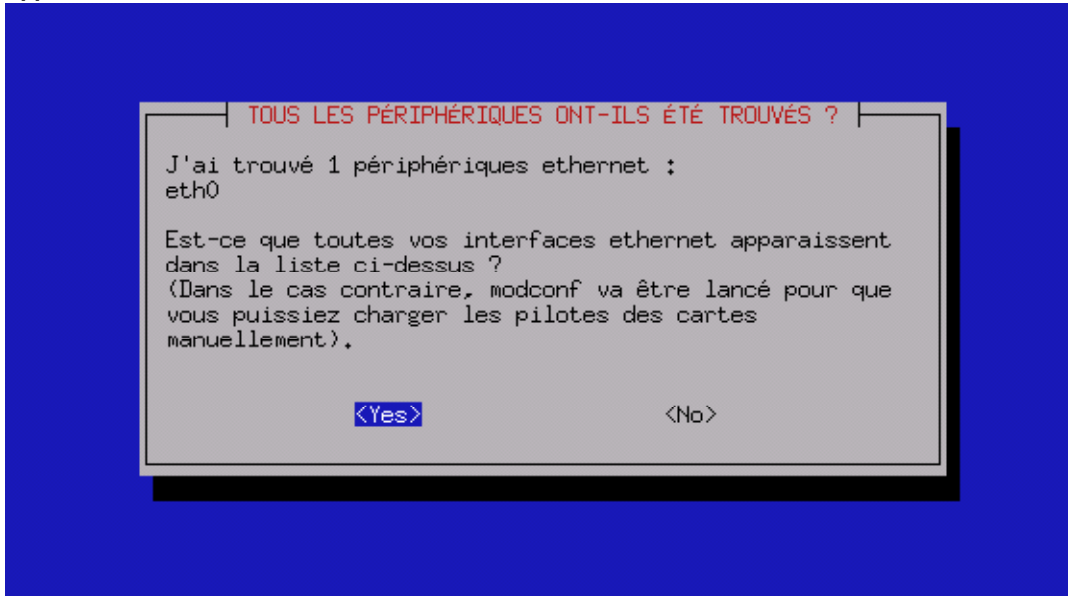 TOUS LES PÉRIPHÉRIQUES ONT-ILS ÉTÉ TROUVÉS ?
J'ai trouvé 1 périphériques ethernet :
eth0
Est-ce que toutes vos interfaces ethernet apparaissent
dans la liste ci-dessus ?
(Dans le cas contraire, modconf va être lancé pour que
vous puissiez charger les pilotes des cartes
manuellement).
<Yes> <No>